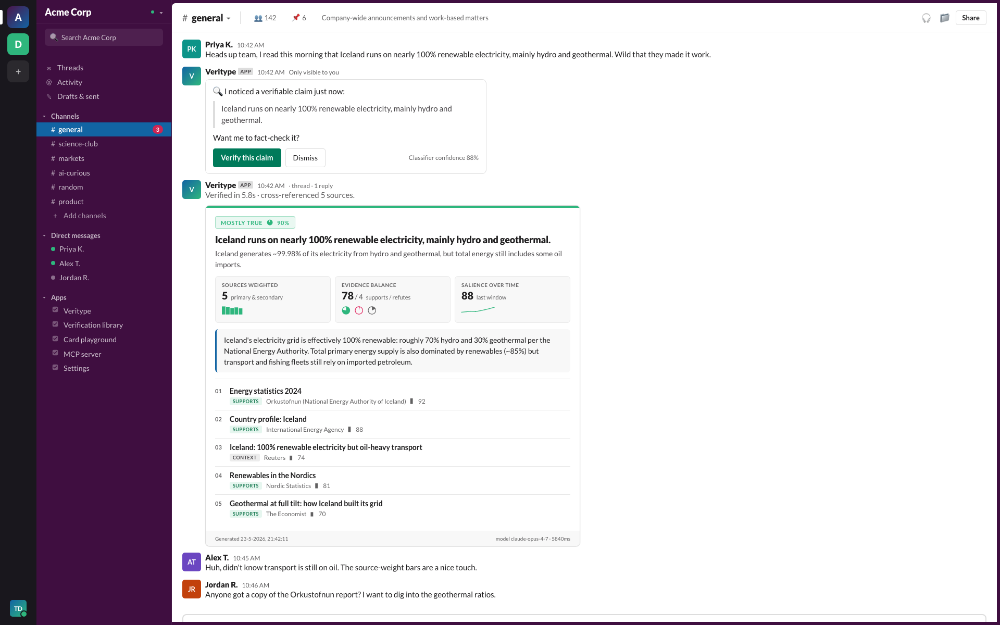 A
D
+
TD
Acme Corp
Search Acme Corp
Threads
@ Activity
Drafts & sent
Channels
# general 3
# science-club
# markets
# ai-curious
# random
# product
+ Add channels
Direct messages
Priya K.
Alex T.
Jordan R.
Apps
Veritype
Verification library
Card playground
MCP server
Settings
# general
142
6
Company-wide announcements and work-based matters
Share
PK
Priya K. 10:42 AM
Heads up team, I read this morning that Iceland runs on nearly 100% renewable electricity, mainly hydro and geothermal. Wild that they made it work.
V
Veritype APP 10:42 AM Only visible to you
I noticed a verifiable claim just now:
Iceland runs on nearly 100% renewable electricity, mainly hydro and
geothermal.
Want me to fact-check it?
Verify this claim
Dismiss
Classifier confidence 88%
V
Veritype APP 10:42 AM · thread · 1 reply
Verified in 5.8s · cross-referenced 5 sources.
MOSTLY TRUE 90%
Iceland runs on nearly 100% renewable electricity, mainly hydro and geothermal.
Iceland generates ~99.98% of its electricity from hydro and geothermal, but total energy still includes some oil
imports.
SOURCES WEIGHTED
5 primary & secondary
EVIDENCE BALANCE
78 / 4 supports / refutes
SALIENCE OVER TIME
88 last window
Iceland's electricity grid is effectively 100% renewable: roughly 70% hydro and 30% geothermal per the
National Energy Authority. Total primary energy supply is also dominated by renewables (~85%) but
transport and fishing fleets still rely on imported petroleum.
01 Energy statistics 2024
SUPPORTS Orkustofnun (National Energy Authority of Iceland) 92
02 Country profile: Iceland
SUPPORTS International Energy Agency 88
03 Iceland: 100% renewable electricity but oil-heavy transport
CONTEXT Reuters 74
04 Renewables in the Nordics
SUPPORTS Nordic Statistics 81
05 Geothermal at full tilt: how Iceland built its grid
SUPPORTS The Economist 70
Generated 23-5-2026, 21:42:11
model claude-opus-4-7 · 5840ms
AT
Alex T. 10:45 AM
Huh, didn't know transport is still on oil. The source-weight bars are a nice touch.
JR
Jordan R. 10:46 AM
Anyone got a copy of the Orkustofnun report? I want to dig into the geothermal ratios.